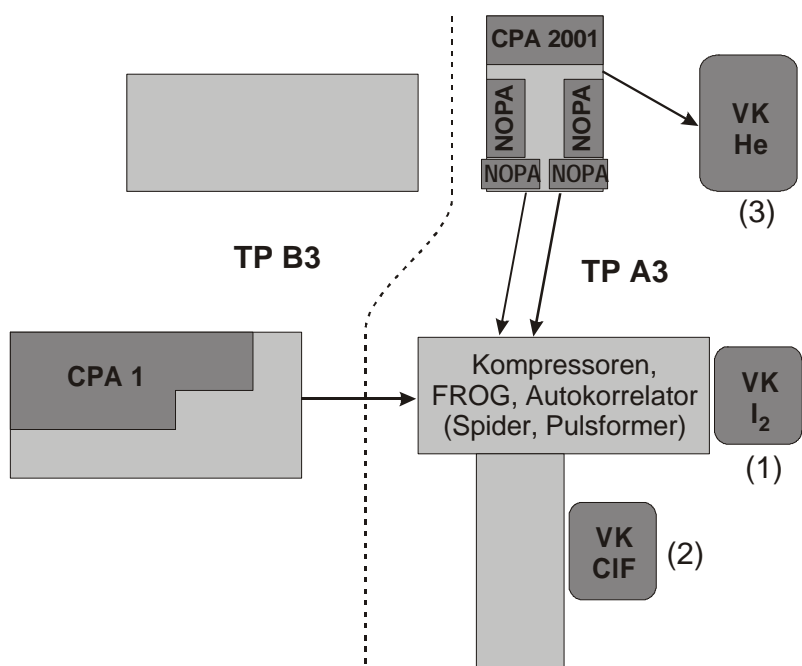 CPA 2001
NOPA
NOPA
NOPA
NOPA
VK
He
(3)
TP B3
TP A3
CPA 1
Kompressoren,
FROG, Autokorrelator
(Spider, Pulsformer)
VK
I₂
(1)
VK
ClF
(2)